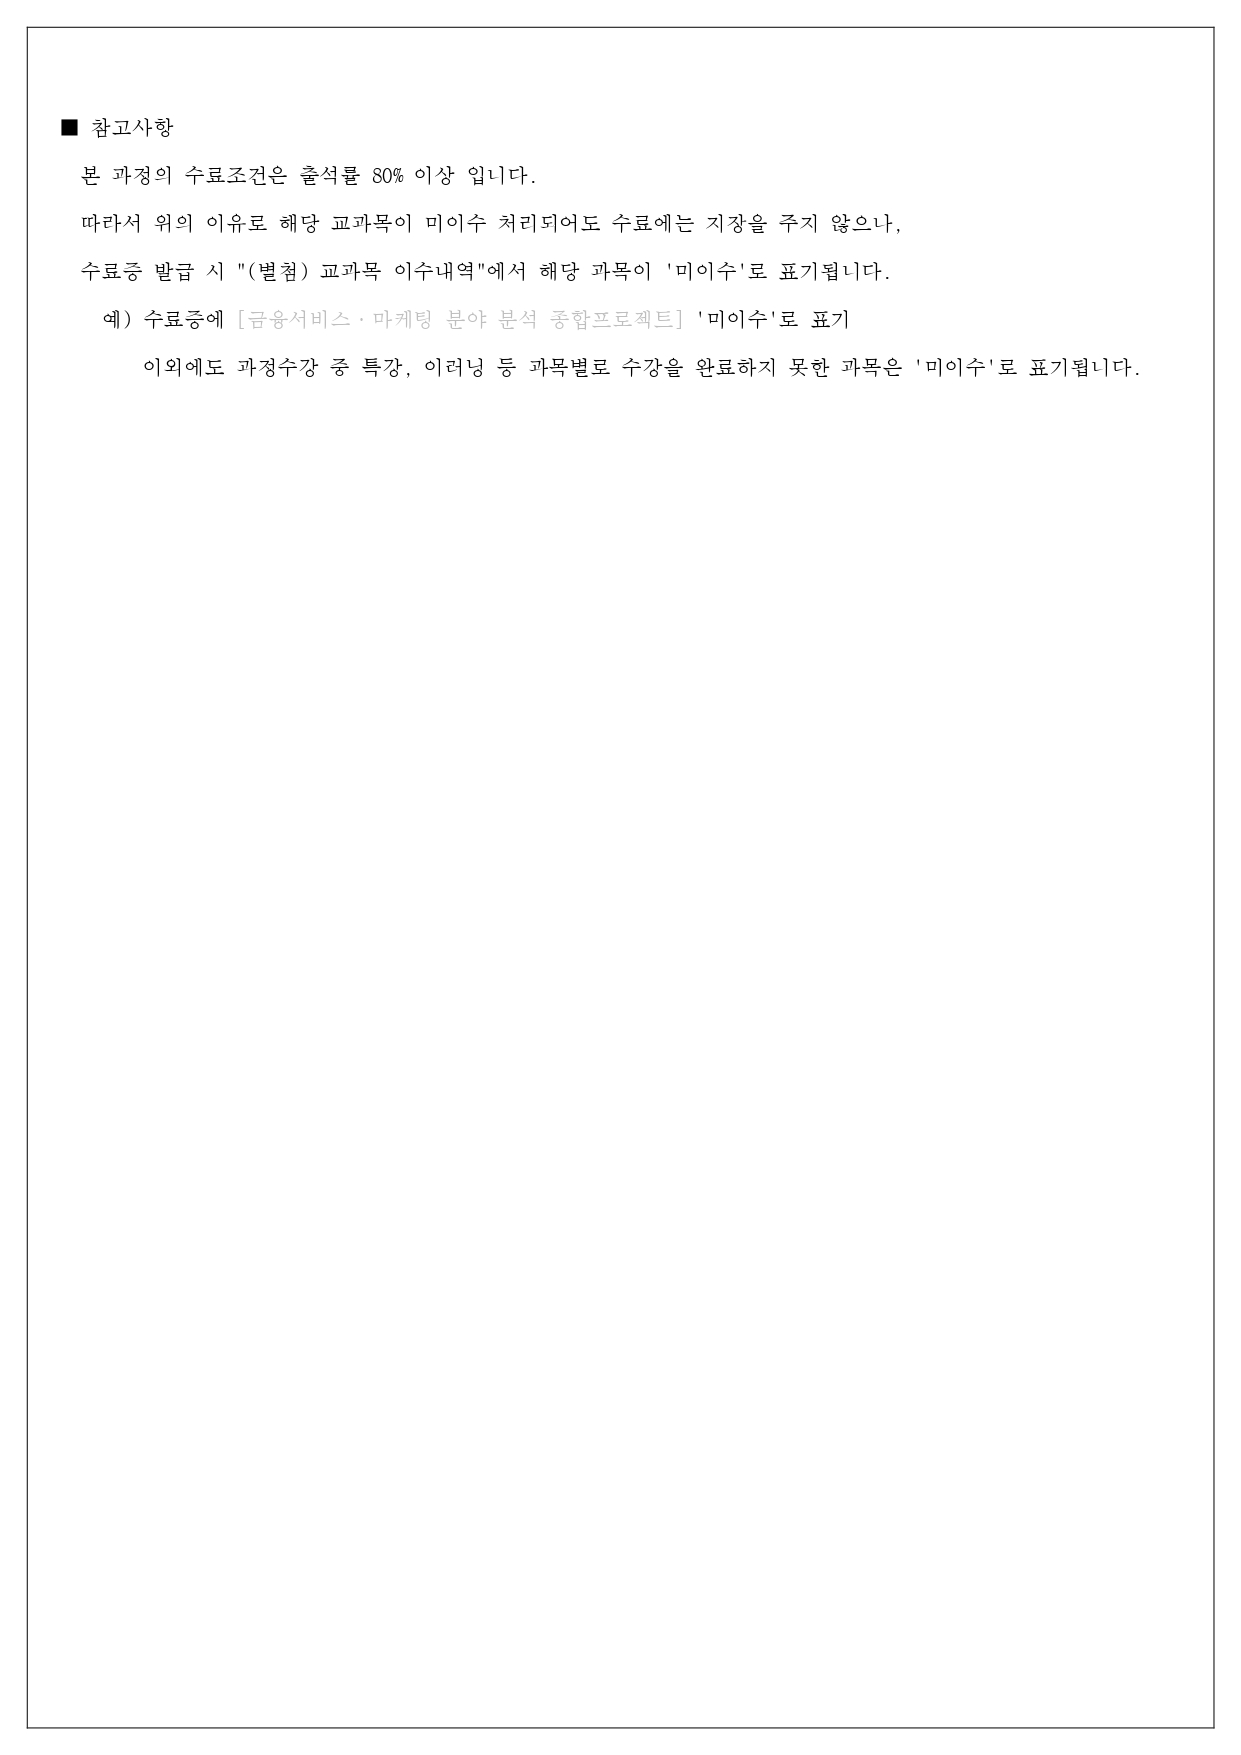 ■ 참고사항
본 과정의 수료조건은 출석률 80% 이상 입니다.
따라서 위의 이유로 해당 교과목이 미이수 처리되어도 수료에는 지장을 주지 않으나,
수료증 발급 시 "(별첨) 교과목 이수내역"에서 해당 과목이 '미이수'로 표기됩니다.
예) 수료증에 [금융서비스·마케팅 분야 분석 종합프로젝트] '미이수'로 표기
이외에도 과정수강 중 특강, 이러닝 등 과목별로 수강을 완료하지 못한 과목은 '미이수'로 표기됩니다.